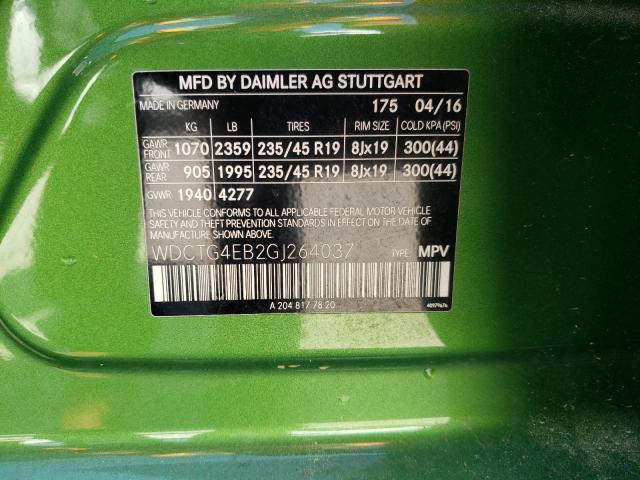 MFD BY DAIMLER AG STUTTGART
MADE IN GERMANY 175 04/16
KG LB TIRES RIM SIZE COLD KPA(PSI)
GAWR FRONT 1070 2359 235/45 R19 8Jx19 300(44)
GAWR REAR 905 1995 235/45 R19 8Jx19 300(44)
GVWR 1940 4277
THIS VEHICLE CONFORMS TO ALL APPLICABLE FEDERAL MOTOR VEHICLE
SAFETY AND THEFT PREVENTION STANDARDS IN EFFECT ON THE DATE OF
MANUFACTURE SHOWN ABOVE.
WDCTG4EB2GJ264037 TYPE: MPV
A 204 817 78 20 40979676